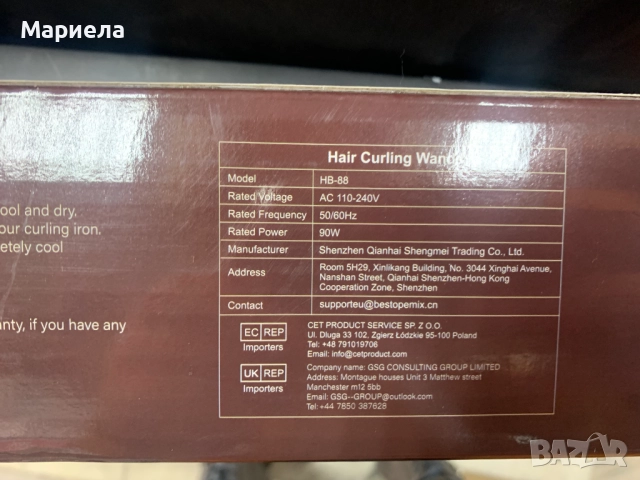 Мариела
Hair Curling Wand
Model HB-88
ool and dry.
Rated Voltage AC 110-240V
our curling iron.
Rated Frequency 50/60Hz
etely cool
Rated Power 90W
Manufacturer Shenzhen Qianhai Shengmei Trading Co., Ltd.
Address Room 5H29, Xinlikang Building, No. 3044 Xinghai Avenue,
Nanshan Street, Qianhai Shenzhen-Hong Kong
Cooperation Zone, Shenzhen
Contact supporteu@bestopemix.cn
nty, if you have any
EC REP
Importers
CET PRODUCT SERVICE SP. Z O.O.
Ul. Dluga 33 102, Zgierz Łódzkie 95-100 Poland
Tel: +48 791019706
Email: info@cetproduct.com
UK REP
Importers
Company name: GSG CONSULTING GROUP LIMITED
Address: Montague houses Unit 3 Matthew street
Manchester m12 5bb
Email: GSG--GROUP@outlook.com
Tel:+44 7850 387628
BAZAR